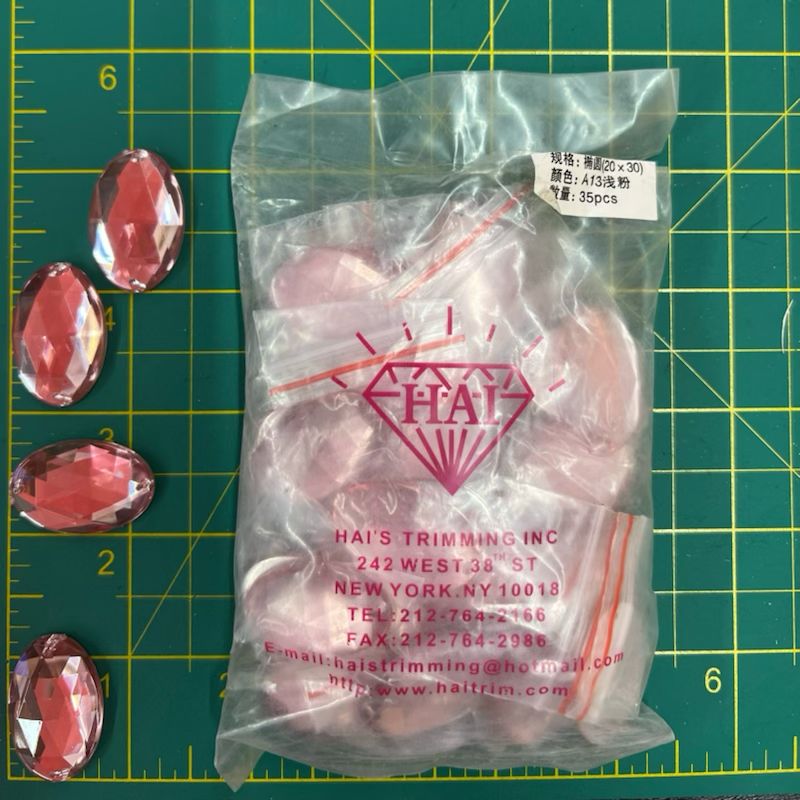 6
规格: 椭圆(20×30)
颜色: A13浅粉
数量: 35pcs
4
HAI
3
HAI'S TRIMMING INC
242 WEST 38TH ST
2
NEW YORK.NY 10018
TEL:212-764-2166
FAX:212-764-2986
E-mail:haistrimming@hotmail.com
http: www.haitrim.com
1
2
6